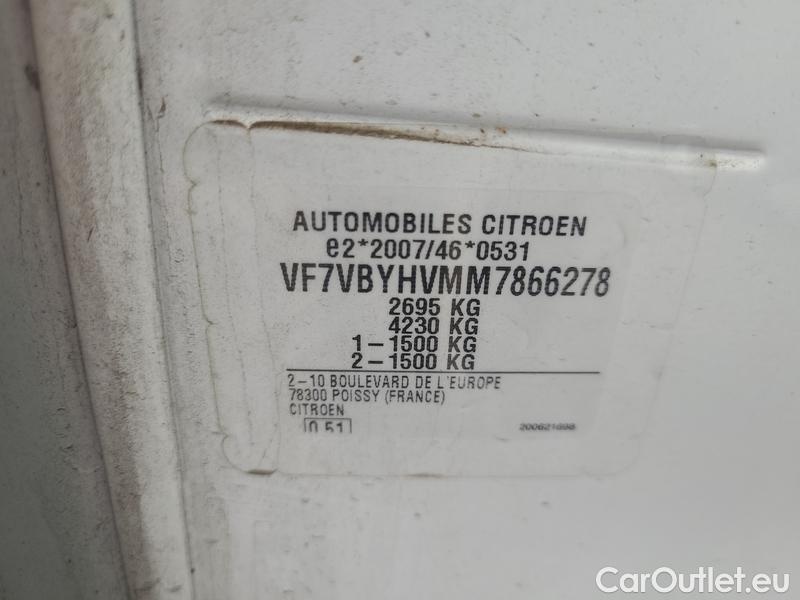 AUTOMOBILES CITROEN
e2*2007/46*0531
VF7VBYHVMM7866278
2695 KG
4230 KG
1-1500 KG
2-1500 KG
2-10 BOULEVARD DE L'EUROPE
78300 POISSY (FRANCE)
CITROEN
0.51
200621698
CarOutlet.eu